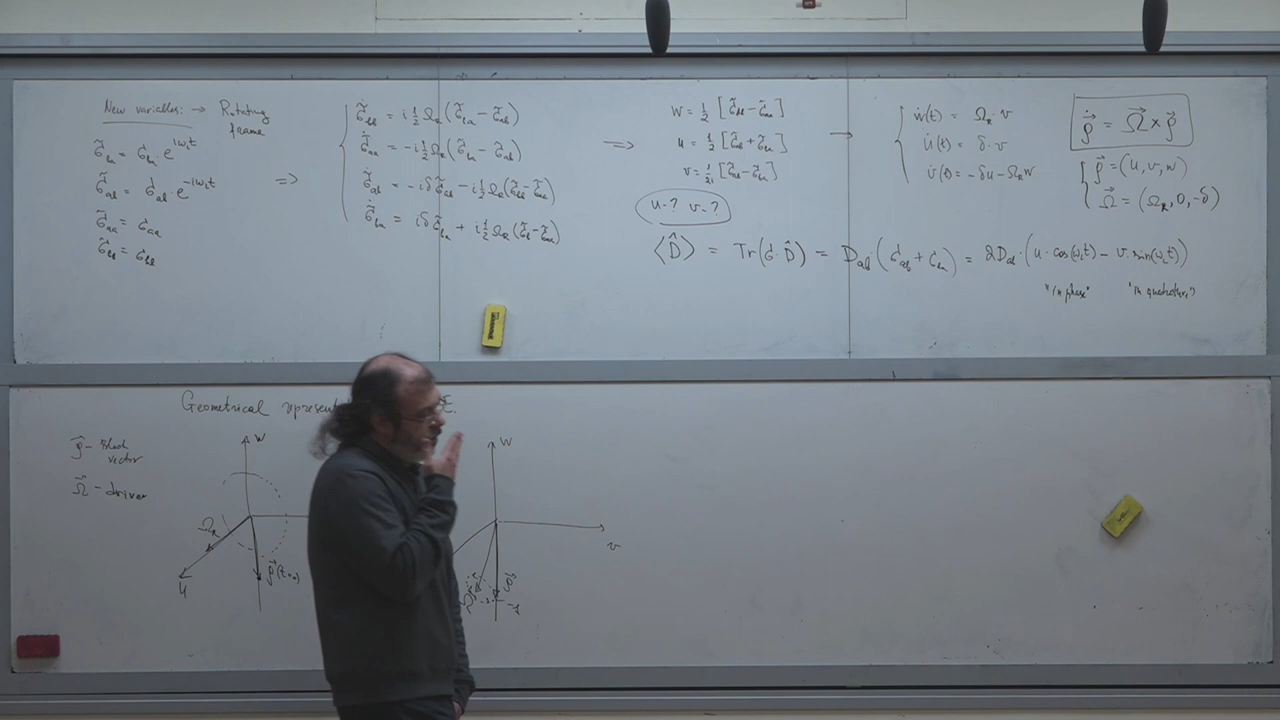 New variables: → Rotating frame
σ̃_ba = σ_ba · e^{iω_L t}
σ̃_ab = σ_ab · e^{-iω_L t}
σ̃_aa = σ_aa
σ̃_bb = σ_bb
⇒
σ̃̇_bb = i ½ Ω_R (σ̃_ba − σ̃_ab)
σ̃̇_aa = −i ½ Ω_R (σ̃_ba − σ̃_ab)
σ̃̇_ab = −iδ σ̃_ab − i ½ Ω_R (σ̃_bb − σ̃_aa)
σ̃̇_ba = iδ σ̃_ba + i ½ Ω_R (σ̃_bb − σ̃_aa)
⇒
w = ½ [σ̃_bb − σ̃_aa]
u = ½ [σ̃_ab + σ̃_ba]
v = 1/2i [σ̃_ab − σ̃_ba]
u - ? v - ?
→
ẇ(t) = Ω_R · v
u̇(t) = δ · v
v̇(t) = −δu − Ω_R w
ρ⃗̇ = Ω⃗ × ρ⃗
ρ⃗ = (u, v, w)
Ω⃗ = (Ω_R, 0, −δ)
⟨D̂⟩ = Tr(σ̂ · D̂) = D_ab (σ_ab + σ_ba) = 2D_ab · (u · cos(ω_L t) − v · sin(ω_L t))
"in phase" "in quadrature"
Geometrical
ρ⃗ - Bloch vector
Ω⃗ - driver
w
Ω_R
u
ρ⃗(t=0)
w
v
ρ⃗